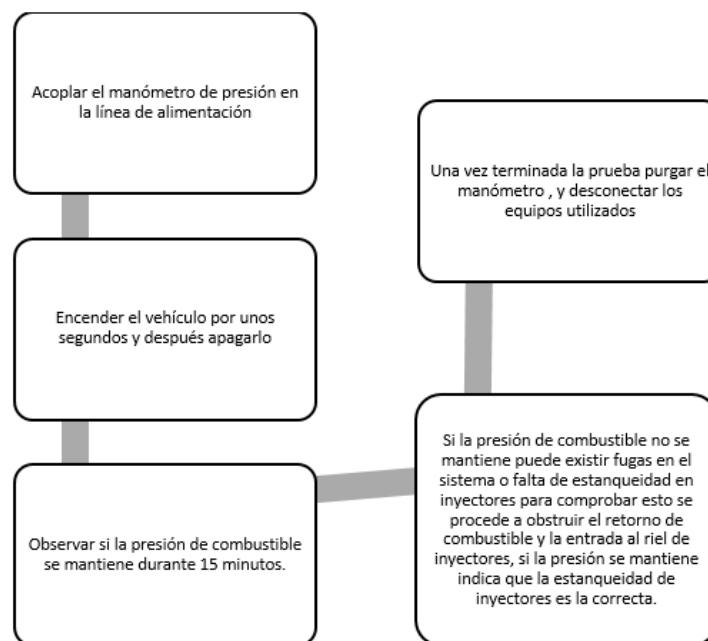 Acoplar el manómetro de presión en
la línea de alimentación
Encender el vehículo por unos
segundos y después apagarlo
Observar si la presión de combustible
se mantiene durante 15 minutos.
Si la presión de combustible no se
mantiene puede existir fugas en el
sistema o falta de estanqueidad en
inyectores para comprobar esto se
procede a obstruir el retorno de
combustible y la entrada al riel de
inyectores, si la presión se mantiene
indica que la estanqueidad de
inyectores es la correcta.
Una vez terminada la prueba purgar el
manómetro , y desconectar los
equipos utilizados